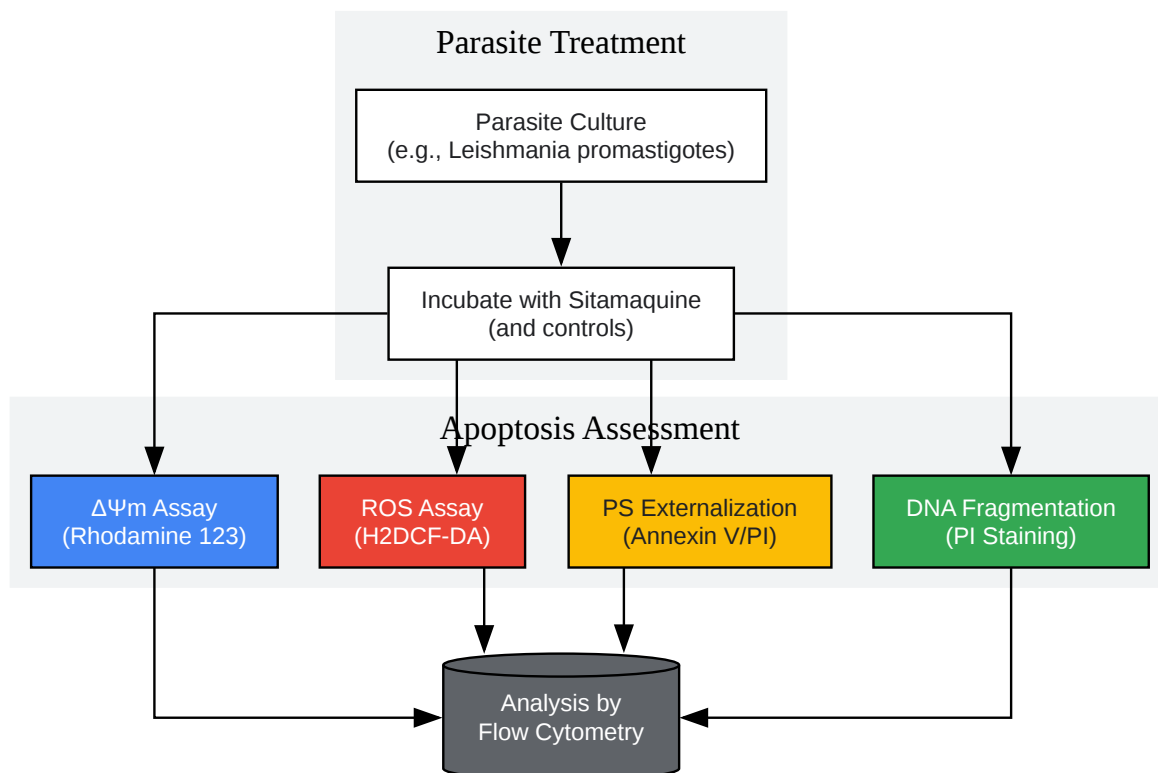 Parasite Treatment
Parasite Culture
(e.g., Leishmania promastigotes)
Incubate with Sitamaquine
(and controls)
Apoptosis Assessment
ΔΨm Assay
(Rhodamine 123)
ROS Assay
(H2DCF-DA)
PS Externalization
(Annexin V/PI)
DNA Fragmentation
(PI Staining)
Analysis by
Flow Cytometry